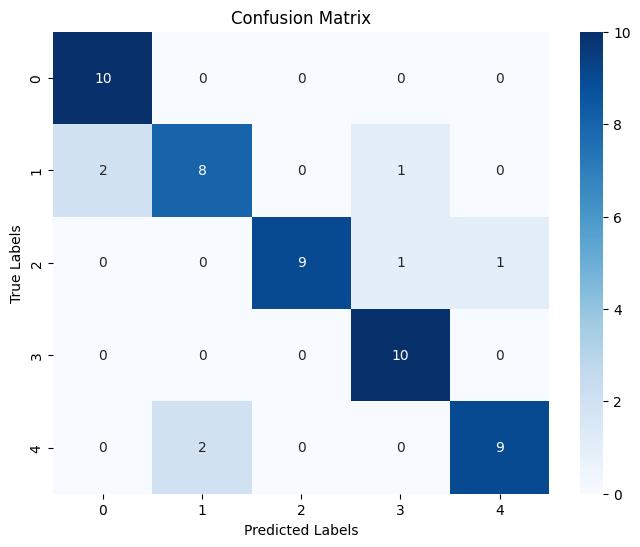 Confusion Matrix
True Labels
0 10 0 0 0 0
1 2 8 0 1 0
2 0 0 9 1 1
3 0 0 0 10 0
4 0 2 0 0 9
0 1 2 3 4
Predicted Labels
10
8
6
4
2
0